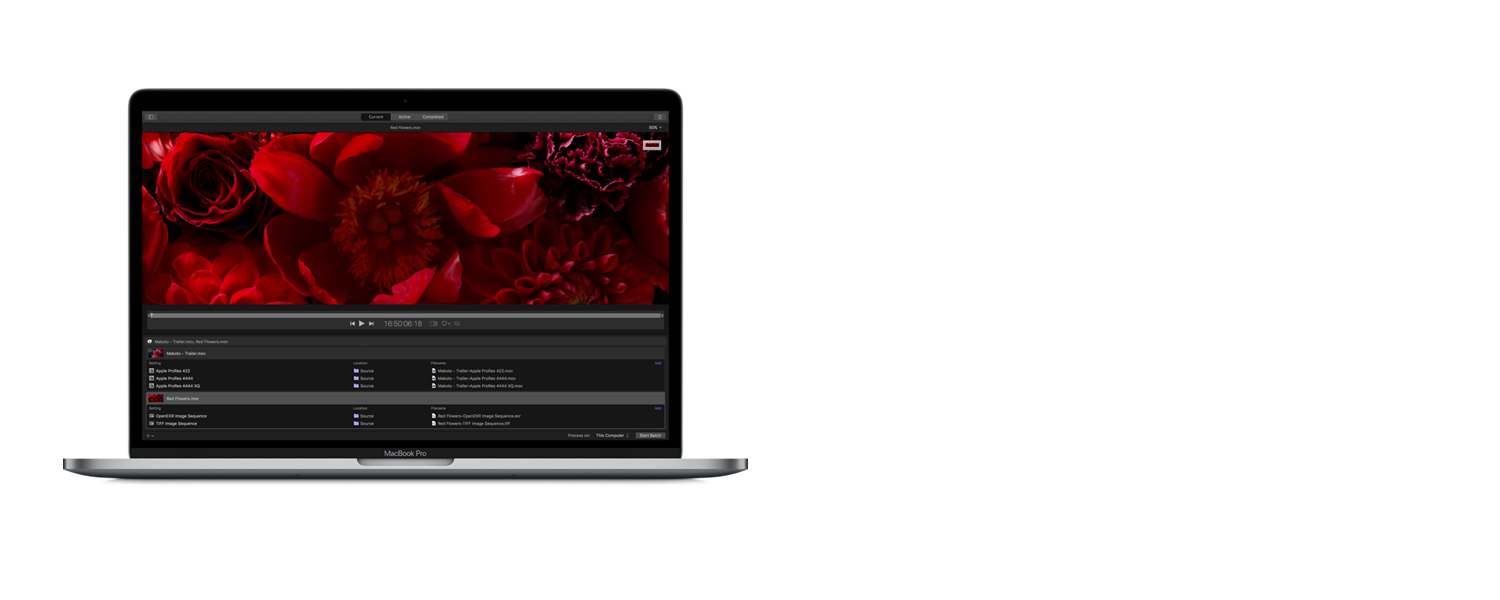 Current Active Completed
Red Flowers.mov 50%
16:50:06:18
Makoto - Trailer.mov, Red Flowers.mov
Makoto - Trailer.mov
Setting Location Filename Add
Apple ProRes 422 Source Makoto - Trailer-Apple ProRes 422.mov
Apple ProRes 4444 Source Makoto - Trailer-Apple ProRes 4444.mov
Apple ProRes 4444 XQ Source Makoto - Trailer-Apple ProRes 4444 XQ.mov
Red Flowers.mov
Setting Location Filename Add
OpenEXR Image Sequence Source Red Flowers-OpenEXR Image Sequence.exr
TIFF Image Sequence Source Red Flowers-TIFF Image Sequence.tiff
Process on: This Computer Start Batch
MacBook Pro